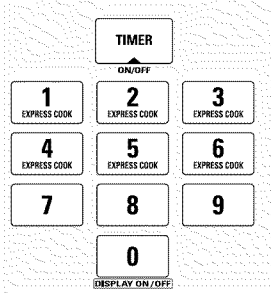 TIMER
ON/OFF
1 2 3
EXPRESS COOK EXPRESS COOK EXPRESS COOK
4 5 6
EXPRESS COOK EXPRESS COOK EXPRESS COOK
7 8 9
0
DISPLAY ON/OFF